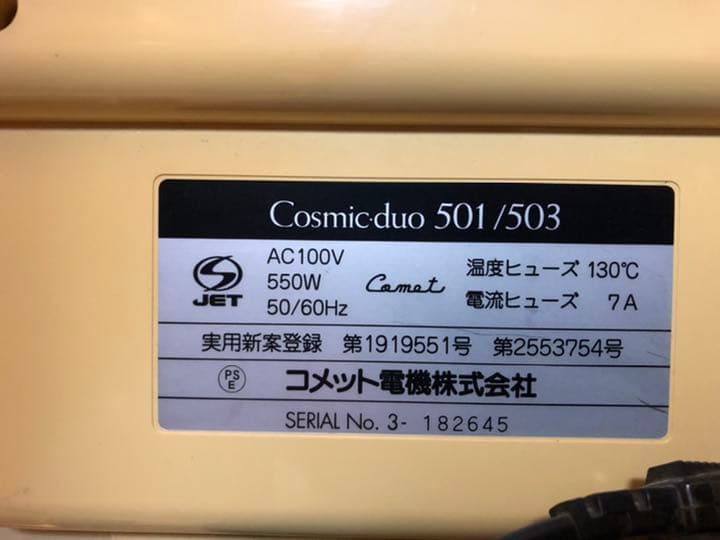 Cosmic·duo 501/503
JET
AC100V
550W
50/60Hz
Comet
温度ヒューズ 130℃
電流ヒューズ 7A
実用新案登録 第1919551号 第2553754号
PSE コメット電機株式会社
SERIAL No. 3- 182645